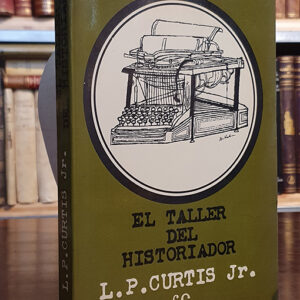 EL TALLER
DEL
HISTORIADOR
L.P.CURTIS Jr.
L.P.CURTIS Jr.